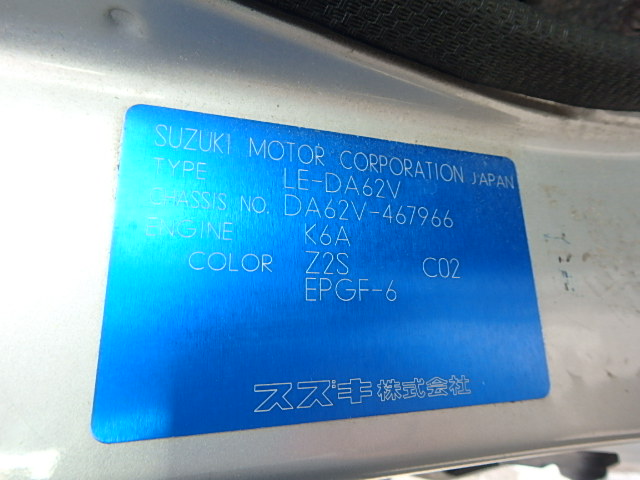 SUZUKI MOTOR CORPORATION JAPAN
TYPE LE-DA62V
CHASSIS NO. DA62V-467966
ENGINE K6A
COLOR Z2S C02
EPGF-6
スズキ株式会社